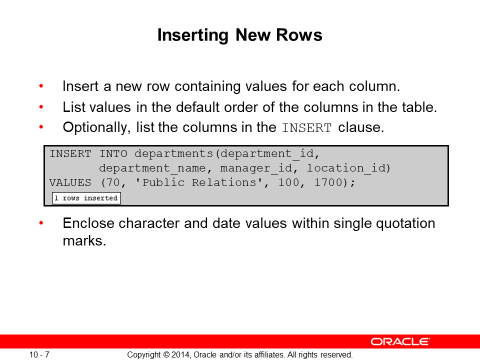 Inserting New Rows
• Insert a new row containing values for each column.
• List values in the default order of the columns in the table.
• Optionally, list the columns in the INSERT clause.
INSERT INTO departments(department_id,
department_name, manager_id, location_id)
VALUES (70, 'Public Relations', 100, 1700);
1 rows inserted
• Enclose character and date values within single quotation
marks.
ORACLE
10 - 7 Copyright © 2014, Oracle and/or its affiliates. All rights reserved.